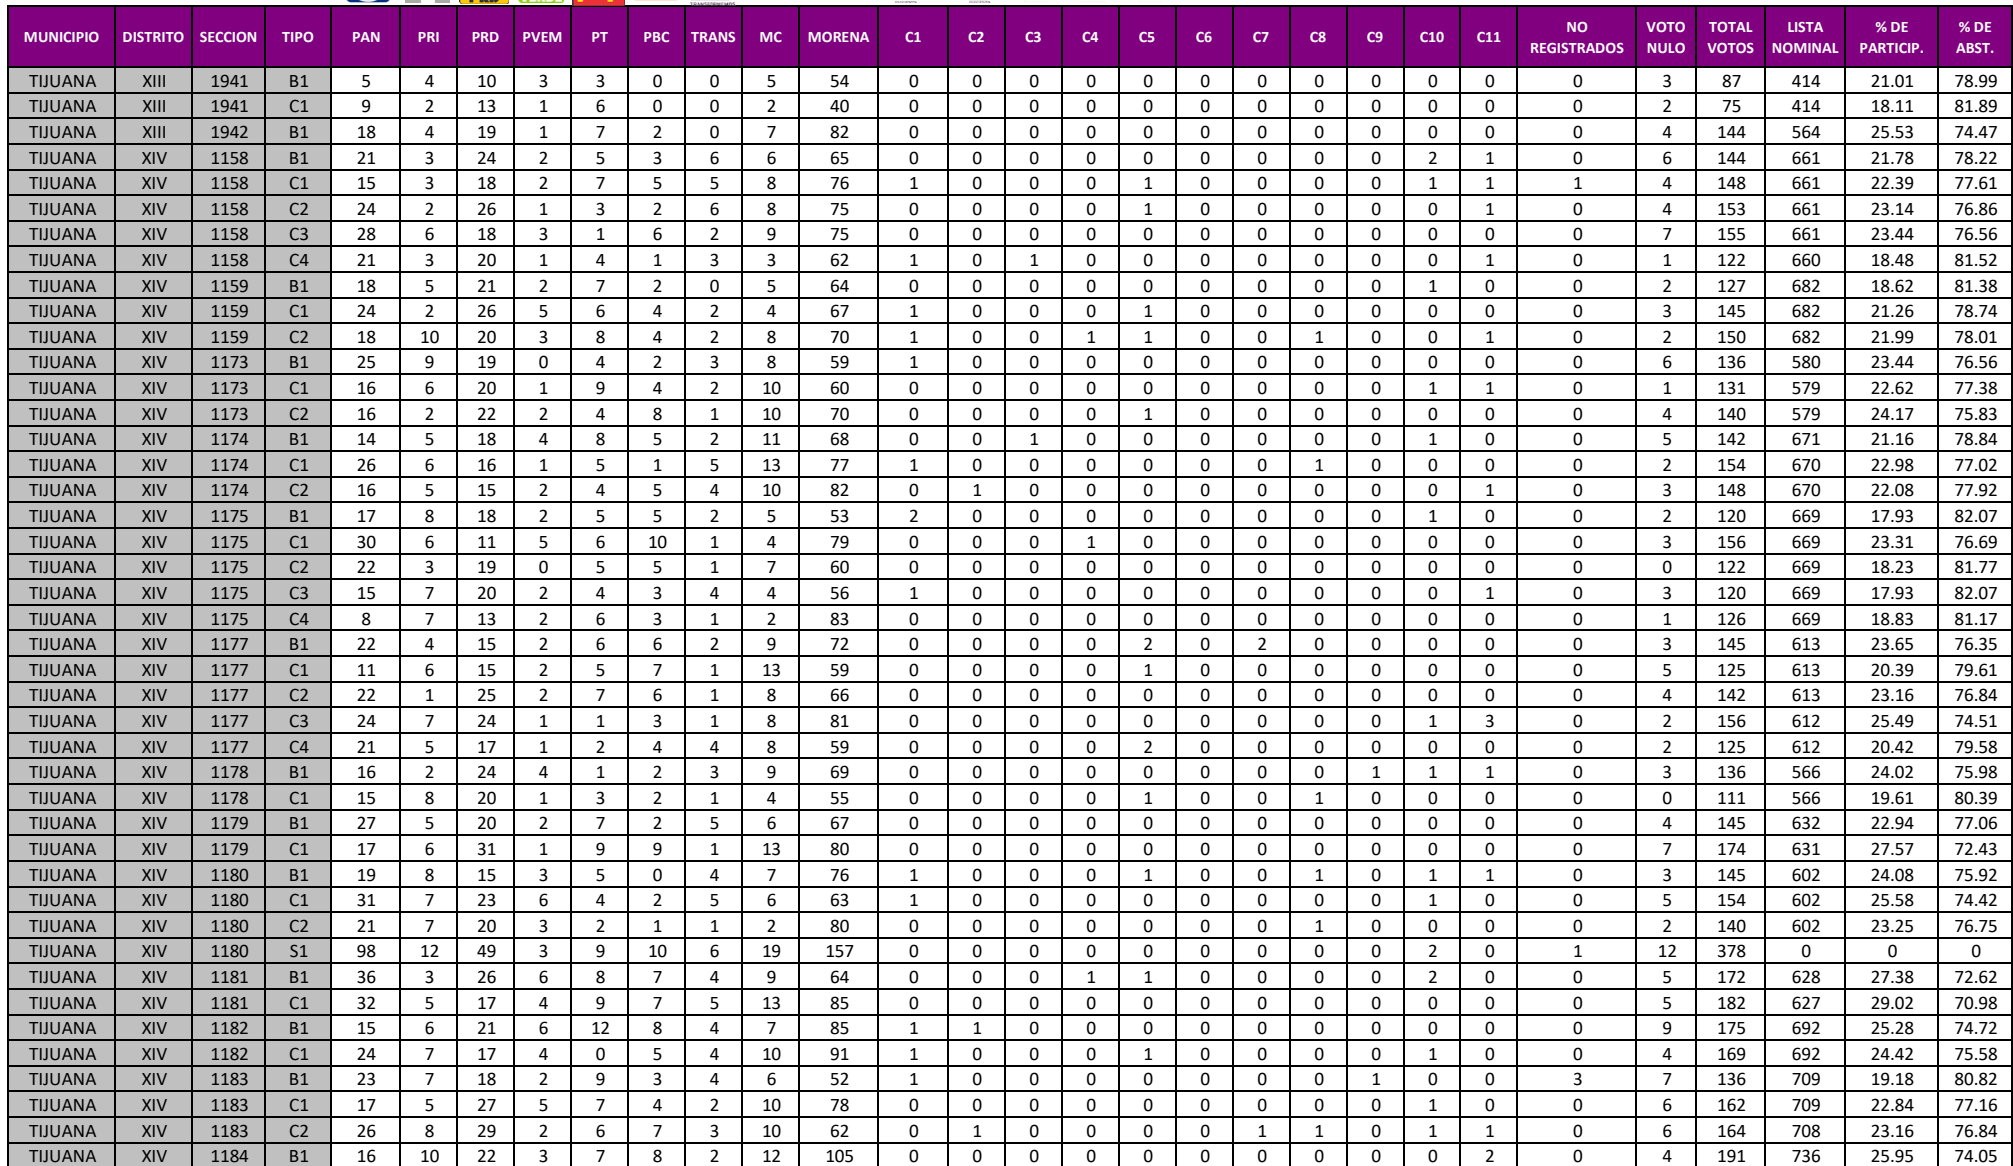 MUNICIPIO DISTRITO SECCION TIPO PAN PRI PRD PVEM PT PBC TRANS MC MORENA C1 C2 C3 C4 C5 C6 C7 C8 C9 C10 C11 NO REGISTRADOS VOTO NULO TOTAL VOTOS LISTA NOMINAL % DE PARTICIP. % DE ABST.
TIJUANA XIII 1941 B1 5 4 10 3 3 0 0 5 54 0 0 0 0 0 0 0 0 0 0 0 0 3 87 414 21.01 78.99
TIJUANA XIII 1941 C1 9 2 13 1 6 0 0 2 40 0 0 0 0 0 0 0 0 0 0 0 0 2 75 414 18.11 81.89
TIJUANA XIII 1942 B1 18 4 19 1 7 2 0 7 82 0 0 0 0 0 0 0 0 0 0 0 0 4 144 564 25.53 74.47
TIJUANA XIV 1158 B1 21 3 24 2 5 3 6 6 65 0 0 0 0 0 0 0 0 0 2 1 0 6 144 661 21.78 78.22
TIJUANA XIV 1158 C1 15 3 18 2 7 5 5 8 76 1 0 0 0 1 0 0 0 0 1 1 1 4 148 661 22.39 77.61
TIJUANA XIV 1158 C2 24 2 26 1 3 2 6 8 75 0 0 0 0 1 0 0 0 0 0 1 0 4 153 661 23.14 76.86
TIJUANA XIV 1158 C3 28 6 18 3 1 6 2 9 75 0 0 0 0 0 0 0 0 0 0 0 0 7 155 661 23.44 76.56
TIJUANA XIV 1158 C4 21 3 20 1 4 1 3 3 62 1 0 1 0 0 0 0 0 0 0 1 0 1 122 660 18.48 81.52
TIJUANA XIV 1159 B1 18 5 21 2 7 2 0 5 64 0 0 0 0 0 0 0 0 0 1 0 0 2 127 682 18.62 81.38
TIJUANA XIV 1159 C1 24 2 26 5 6 4 2 4 67 1 0 0 0 1 0 0 0 0 0 0 0 3 145 682 21.26 78.74
TIJUANA XIV 1159 C2 18 10 20 3 8 4 2 8 70 1 0 0 1 1 0 0 1 0 0 1 0 2 150 682 21.99 78.01
TIJUANA XIV 1173 B1 25 9 19 0 4 2 3 8 59 1 0 0 0 0 0 0 0 0 0 0 0 6 136 580 23.44 76.56
TIJUANA XIV 1173 C1 16 6 20 1 9 4 2 10 60 0 0 0 0 0 0 0 0 0 1 1 0 1 131 579 22.62 77.38
TIJUANA XIV 1173 C2 16 2 22 2 4 8 1 10 70 0 0 0 0 1 0 0 0 0 0 0 0 4 140 579 24.17 75.83
TIJUANA XIV 1174 B1 14 5 18 4 8 5 2 11 68 0 0 1 0 0 0 0 0 0 1 0 0 5 142 671 21.16 78.84
TIJUANA XIV 1174 C1 26 6 16 1 5 1 5 13 77 1 0 0 0 0 0 0 1 0 0 0 0 2 154 670 22.98 77.02
TIJUANA XIV 1174 C2 16 5 15 2 4 5 4 10 82 0 1 0 0 0 0 0 0 0 0 1 0 3 148 670 22.08 77.92
TIJUANA XIV 1175 B1 17 8 18 2 5 5 2 5 53 2 0 0 0 0 0 0 0 0 1 0 0 2 120 669 17.93 82.07
TIJUANA XIV 1175 C1 30 6 11 5 6 10 1 4 79 0 0 0 1 0 0 0 0 0 0 0 0 3 156 669 23.31 76.69
TIJUANA XIV 1175 C2 22 3 19 0 5 5 1 7 60 0 0 0 0 0 0 0 0 0 0 0 0 0 122 669 18.23 81.77
TIJUANA XIV 1175 C3 15 7 20 2 4 3 4 4 56 1 0 0 0 0 0 0 0 0 0 1 0 3 120 669 17.93 82.07
TIJUANA XIV 1175 C4 8 7 13 2 6 3 1 2 83 0 0 0 0 0 0 0 0 0 0 0 0 1 126 669 18.83 81.17
TIJUANA XIV 1177 B1 22 4 15 2 6 6 2 9 72 0 0 0 0 2 0 2 0 0 0 0 0 3 145 613 23.65 76.35
TIJUANA XIV 1177 C1 11 6 15 2 5 7 1 13 59 0 0 0 0 1 0 0 0 0 0 0 0 5 125 613 20.39 79.61
TIJUANA XIV 1177 C2 22 1 25 2 7 6 1 8 66 0 0 0 0 0 0 0 0 0 0 0 0 4 142 613 23.16 76.84
TIJUANA XIV 1177 C3 24 7 24 1 1 3 1 8 81 0 0 0 0 0 0 0 0 0 1 3 0 2 156 612 25.49 74.51
TIJUANA XIV 1177 C4 21 5 17 1 2 4 4 8 59 0 0 0 0 2 0 0 0 0 0 0 0 2 125 612 20.42 79.58
TIJUANA XIV 1178 B1 16 2 24 4 1 2 3 9 69 0 0 0 0 0 0 0 0 1 1 1 0 3 136 566 24.02 75.98
TIJUANA XIV 1178 C1 15 8 20 1 3 2 1 4 55 0 0 0 0 1 0 0 1 0 0 0 0 0 111 566 19.61 80.39
TIJUANA XIV 1179 B1 27 5 20 2 7 2 5 6 67 0 0 0 0 0 0 0 0 0 0 0 0 4 145 632 22.94 77.06
TIJUANA XIV 1179 C1 17 6 31 1 9 9 1 13 80 0 0 0 0 0 0 0 0 0 0 0 0 7 174 631 27.57 72.43
TIJUANA XIV 1180 B1 19 8 15 3 5 0 4 7 76 1 0 0 0 1 0 0 1 0 1 1 0 3 145 602 24.08 75.92
TIJUANA XIV 1180 C1 31 7 23 6 4 2 5 6 63 1 0 0 0 0 0 0 0 0 1 0 0 5 154 602 25.58 74.42
TIJUANA XIV 1180 C2 21 7 20 3 2 1 1 2 80 0 0 0 0 0 0 0 1 0 0 0 0 2 140 602 23.25 76.75
TIJUANA XIV 1180 S1 98 12 49 3 9 10 6 19 157 0 0 0 0 0 0 0 0 0 2 0 1 12 378 0 0 0
TIJUANA XIV 1181 B1 36 3 26 6 8 7 4 9 64 0 0 0 1 1 0 0 0 0 2 0 0 5 172 628 27.38 72.62
TIJUANA XIV 1181 C1 32 5 17 4 9 7 5 13 85 0 0 0 0 0 0 0 0 0 0 0 0 5 182 627 29.02 70.98
TIJUANA XIV 1182 B1 15 6 21 6 12 8 4 7 85 1 1 0 0 0 0 0 0 0 0 0 0 9 175 692 25.28 74.72
TIJUANA XIV 1182 C1 24 7 17 4 0 5 4 10 91 1 0 0 0 1 0 0 0 0 1 0 0 4 169 692 24.42 75.58
TIJUANA XIV 1183 B1 23 7 18 2 9 3 4 6 52 1 0 0 0 0 0 0 0 1 0 0 3 7 136 709 19.18 80.82
TIJUANA XIV 1183 C1 17 5 27 5 7 4 2 10 78 0 0 0 0 0 0 0 0 0 1 0 0 6 162 709 22.84 77.16
TIJUANA XIV 1183 C2 26 8 29 2 6 7 3 10 62 0 1 0 0 0 0 1 1 0 1 1 0 6 164 708 23.16 76.84
TIJUANA XIV 1184 B1 16 10 22 3 7 8 2 12 105 0 0 0 0 0 0 0 0 0 0 2 0 4 191 736 25.95 74.05